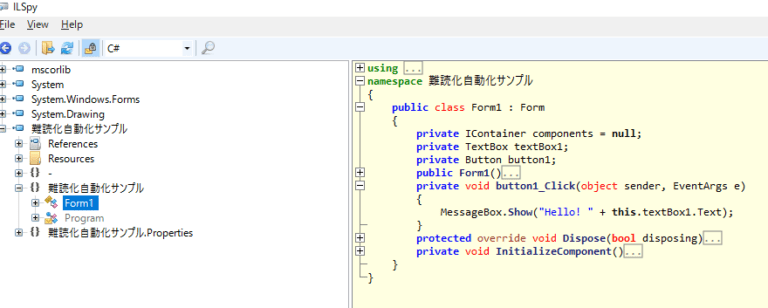 ILSpy
File View Help
C#
mscorlib
System
System.Windows.Forms
System.Drawing
難読化自動化サンプル
References
Resources
-
{} 難読化自動化サンプル
Form1
Program
{} 難読化自動化サンプル.Properties
using ...
namespace 難読化自動化サンプル
{
public class Form1 : Form
{
private IContainer components = null;
private TextBox textBox1;
private Button button1;
public Form1()...
private void button1_Click(object sender, EventArgs e)
{
MessageBox.Show("Hello! " + this.textBox1.Text);
}
protected override void Dispose(bool disposing)...
private void InitializeComponent()...
}
}